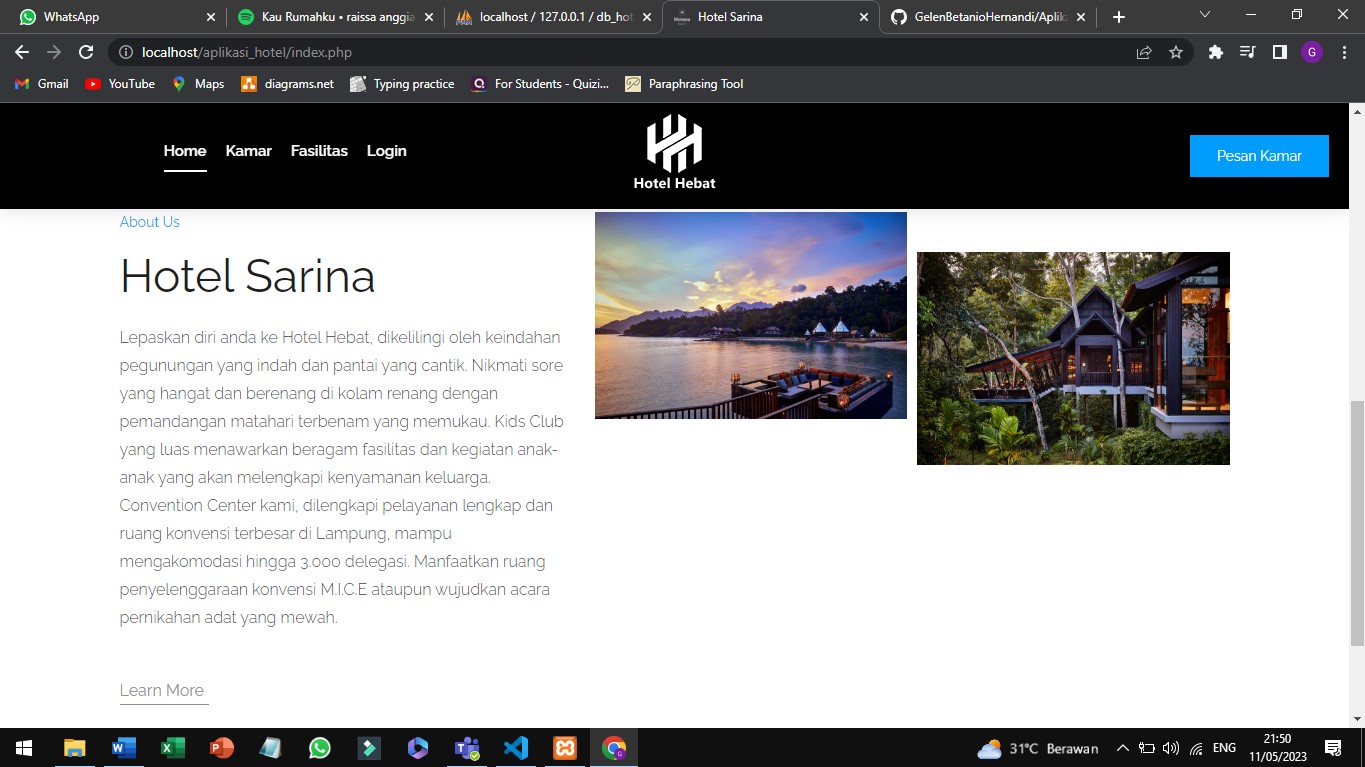 WhatsApp
Kau Rumahku • raissa anggia
localhost / 127.0.0.1 / db_hot
Hotel Sarina
GelenBetanioHernandi/Aplik
localhost/aplikasi_hotel/index.php
G
Gmail
YouTube
Maps
diagrams.net
Typing practice
For Students - Quizi...
Paraphrasing Tool
Home
Kamar
Fasilitas
Login
Hotel Hebat
Pesan Kamar
About Us
Hotel Sarina
Lepaskan diri anda ke Hotel Hebat, dikelilingi oleh keindahan
pegunungan yang indah dan pantai yang cantik. Nikmati sore
yang hangat dan berenang di kolam renang dengan
pemandangan matahari terbenam yang memukau. Kids Club
yang luas menawarkan beragam fasilitas dan kegiatan anak-
anak yang akan melengkapi kenyamanan keluarga.
Convention Center kami, dilengkapi pelayanan lengkap dan
ruang konvensi terbesar di Lampung, mampu
mengakomodasi hingga 3.000 delegasi. Manfaatkan ruang
penyelenggaraan konvensi M.I.C.E ataupun wujudkan acara
pernikahan adat yang mewah.
Learn More
31°C Berawan
ENG
21:50
11/05/2023